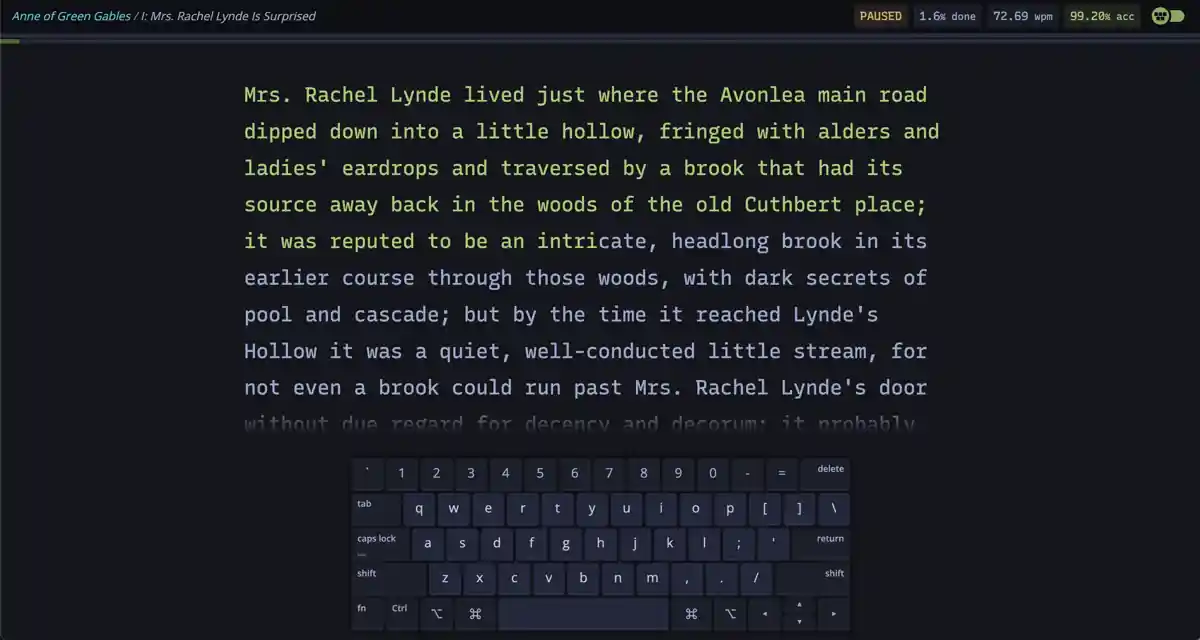 Anne of Green Gables / I: Mrs. Rachel Lynde Is Surprised
PAUSED 1.6% done 72.69 wpm 99.20% acc
Mrs. Rachel Lynde lived just where the Avonlea main road
dipped down into a little hollow, fringed with alders and
ladies' eardrops and traversed by a brook that had its
source away back in the woods of the old Cuthbert place;
it was reputed to be an intricate, headlong brook in its
earlier course through those woods, with dark secrets of
pool and cascade; but by the time it reached Lynde's
Hollow it was a quiet, well-conducted little stream, for
not even a brook could run past Mrs. Rachel Lynde's door
without due regard for decency and decorum; it probably
` 1 2 3 4 5 6 7 8 9 0 - = delete
tab q w e r t y u i o p [ ] \
caps lock a s d f g h j k l ; ' return
shift z x c v b n m , . / shift
fn Ctrl ⌥ ⌘ ⌘ ⌥ ◂ ▴ ▾ ▸